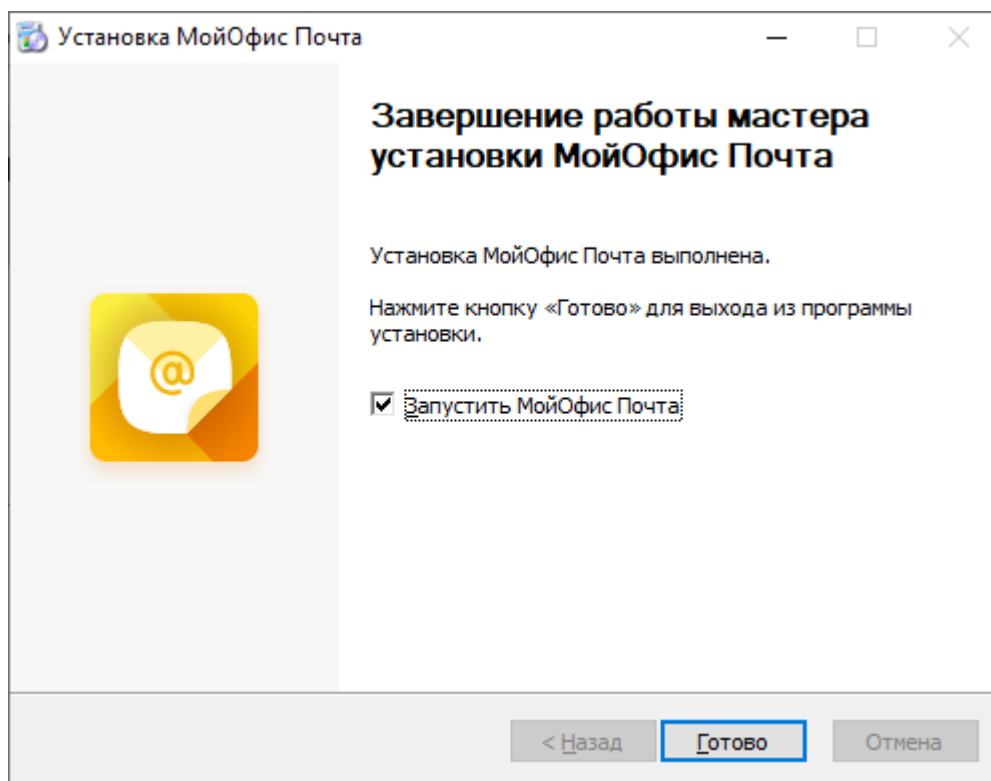 Установка МойОфис Почта
Завершение работы мастера
установки МойОфис Почта
Установка МойОфис Почта выполнена.
Нажмите кнопку «Готово» для выхода из программы
установки.
@
Запустить МойОфис Почта
< Назад
Готово
Отмена